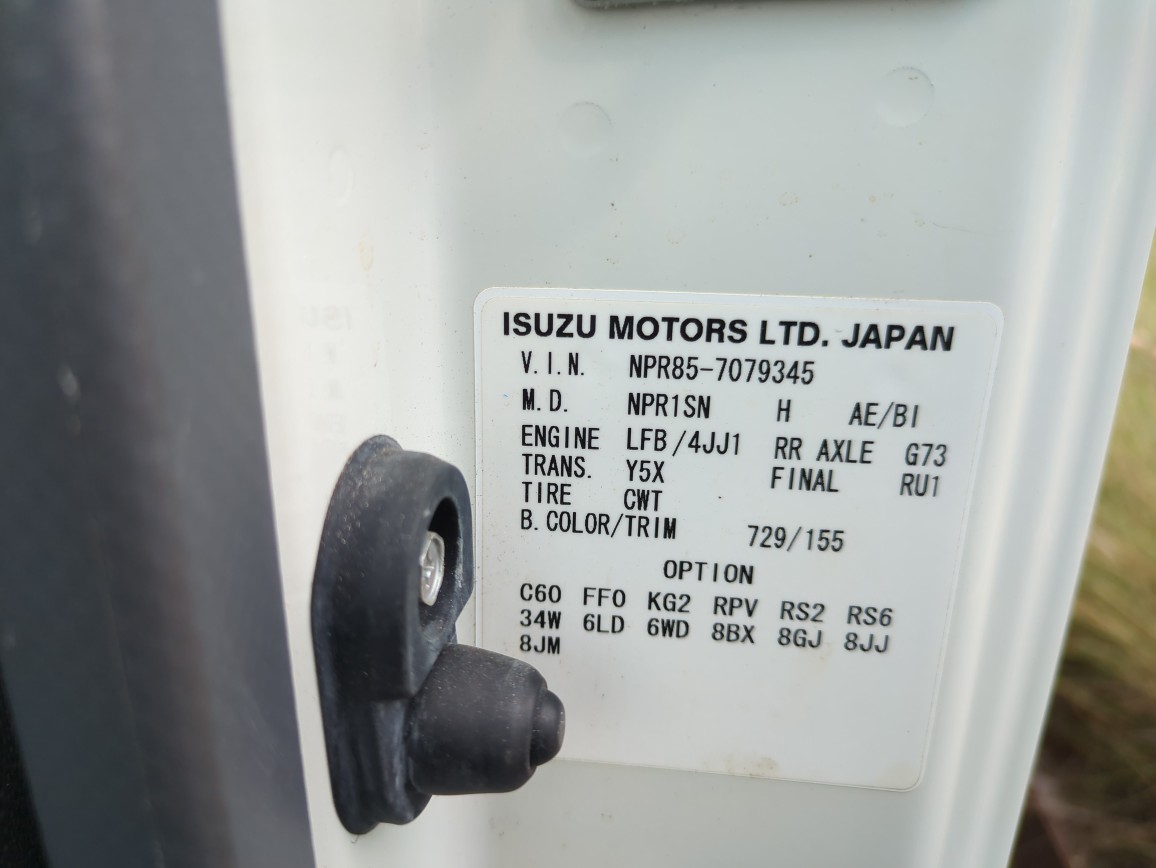 ISUZU MOTORS LTD. JAPAN
V.I.N. NPR85-7079345
M.D. NPR1SN H AE/BI
ENGINE LFB/4JJ1 RR AXLE G73
TRANS. Y5X FINAL RU1
TIRE CWT
B.COLOR/TRIM 729/155
OPTION
C60 FF0 KG2 RPV RS2 RS6
34W 6LD 6WD 8BX 8GJ 8JJ
8JM